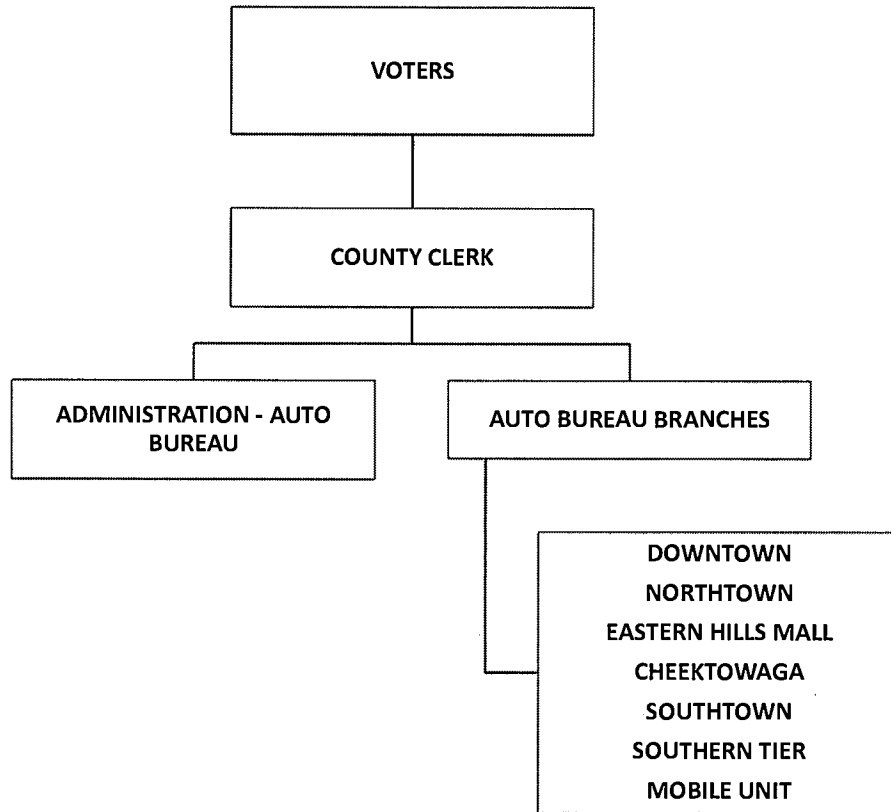 VOTERS
COUNTY CLERK
ADMINISTRATION - AUTO
BUREAU
AUTO BUREAU BRANCHES
DOWNTOWN
NORTHTOWN
EASTERN HILLS MALL
CHEEKTOWAGA
SOUTHTOWN
SOUTHERN TIER
MOBILE UNIT